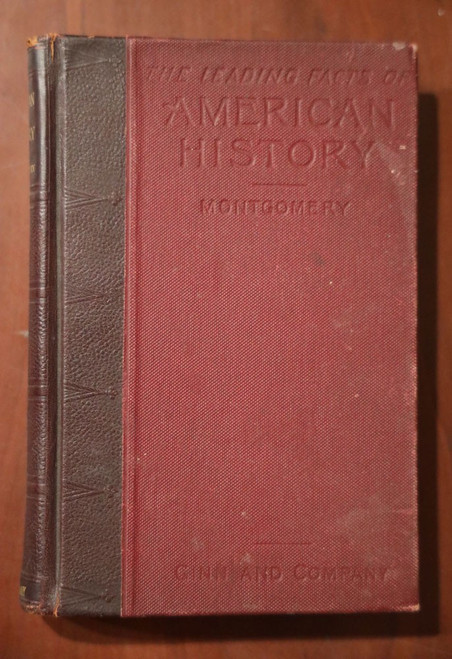 THE LEADING FACTS OF
AMERICAN
HISTORY
MONTGOMERY
GINN AND COMPANY